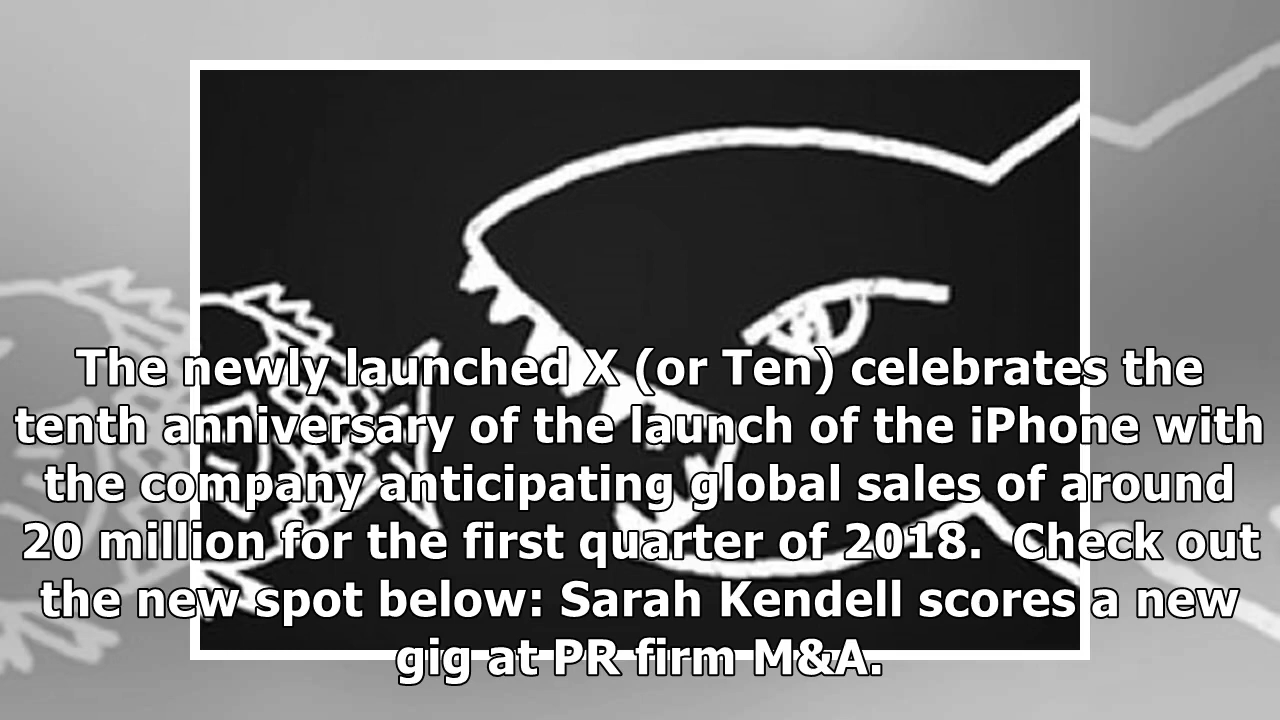 The newly launched X (or Ten) celebrates the
tenth anniversary of the launch of the iPhone with
the company anticipating global sales of around
20 million for the first quarter of 2018.  Check out
the new spot below: Sarah Kendell scores a new
gig at PR firm M&A.